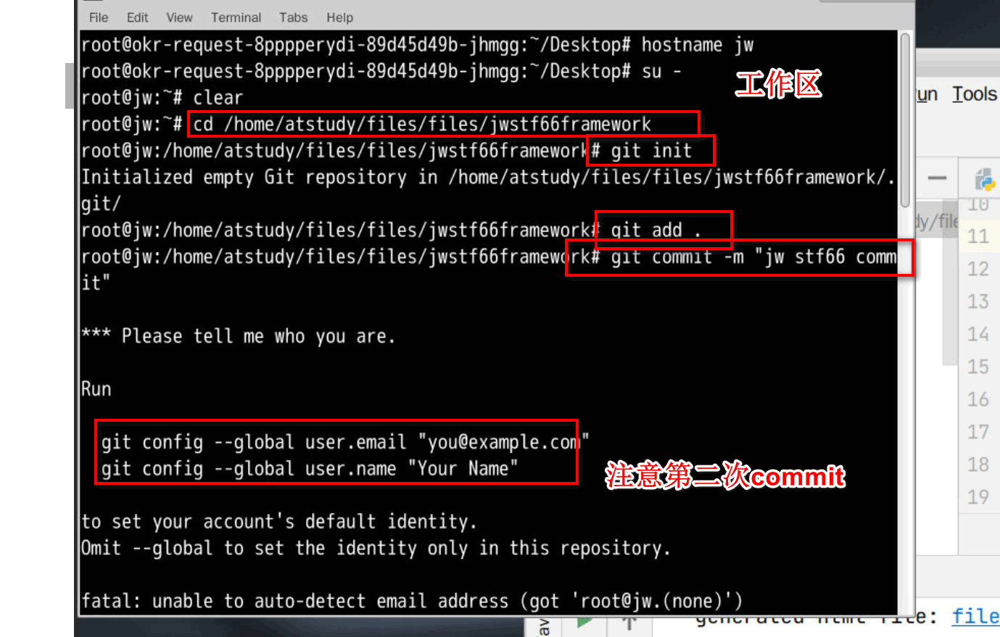 File Edit View Terminal Tabs Help
root@okr-request-8pppperydi-89d45d49b-jhmgg:~/Desktop# hostname jw
root@okr-request-8pppperydi-89d45d49b-jhmgg:~/Desktop# su -
工作区
root@jw:~# clear
root@jw:~# cd /home/atstudy/files/files/jwstf66framework
root@jw:/home/atstudy/files/files/jwstf66framework# git init
Initialized empty Git repository in /home/atstudy/files/files/jwstf66framework/.
git/
root@jw:/home/atstudy/files/files/jwstf66framework# git add .
root@jw:/home/atstudy/files/files/jwstf66framework# git commit -m "jw stf66 comm
it"
*** Please tell me who you are.
Run
git config --global user.email "you@example.com"
git config --global user.name "Your Name"
注意第二次commit
to set your account's default identity.
Omit --global to set the identity only in this repository.
fatal: unable to auto-detect email address (got 'root@jw.(none)')
un Tools
dy/file
10
11
12
13
14
15
16
17
18
19
generated html file: file